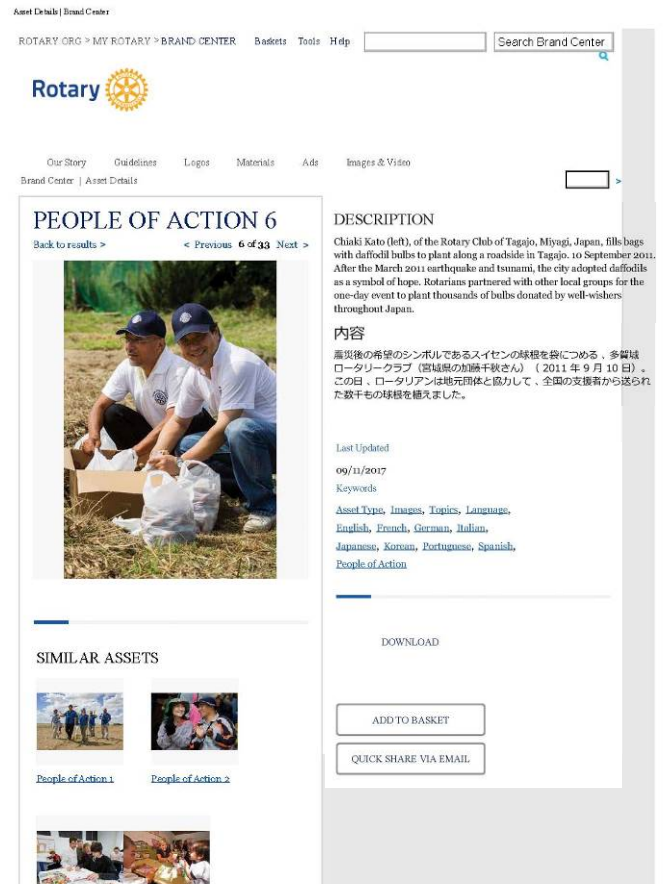 Asset Details | Brand Center
ROTARY.ORG > MY ROTARY > BRAND CENTER Baskets Tools Help Search Brand Center
Rotary
Our Story Guidelines Logos Materials Ads Images & Video
Brand Center | Asset Details >
PEOPLE OF ACTION 6
Back to results > < Previous 6 of 33 Next >
DESCRIPTION
Chiaki Kato (left), of the Rotary Club of Tagajo, Miyagi, Japan, fills bags
with daffodil bulbs to plant along a roadside in Tagajo. 10 September 2011.
After the March 2011 earthquake and tsunami, the city adopted daffodils
as a symbol of hope. Rotarians partnered with other local groups for the
one-day event to plant thousands of bulbs donated by well-wishers
throughout Japan.
内容
震災後の希望のシンボルであるスイセンの球根を袋につめる 、多賀城
ロータリークラブ（宮城県の加藤千秋さん）（ 2011 年 9 月 10 日）。
この日 、ロータリアンは地元団体と協力して 、全国の支援者から送られ
た数千もの球根を植えました。
Last Updated
09/11/2017
Keywords
Asset Type, Images, Topics, Language,
English, French, German, Italian,
Japanese, Korean, Portuguese, Spanish,
People of Action
DOWNLOAD
ADD TO BASKET
QUICK SHARE VIA EMAIL
SIMILAR ASSETS
People of Action 1 People of Action 2